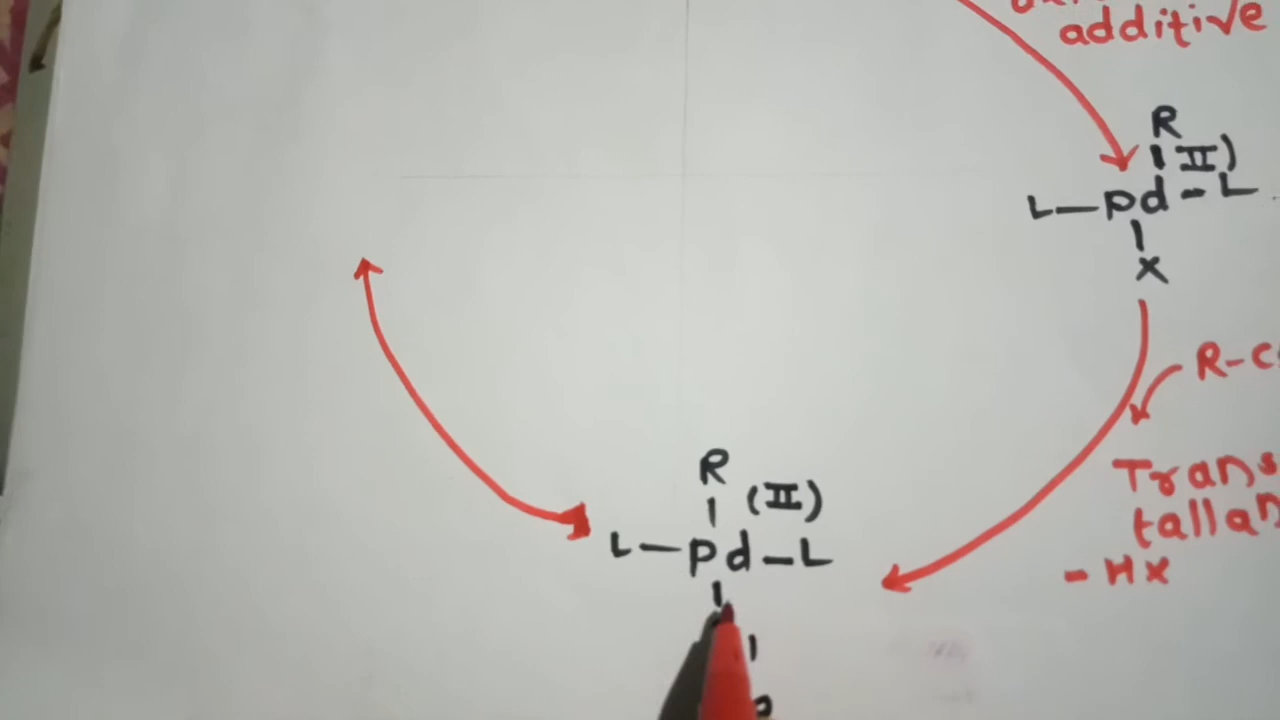 additive
R
II)
L-Pd-L
X
R-C
Trans
tallan
- HX
R
(II)
L-Pd-L